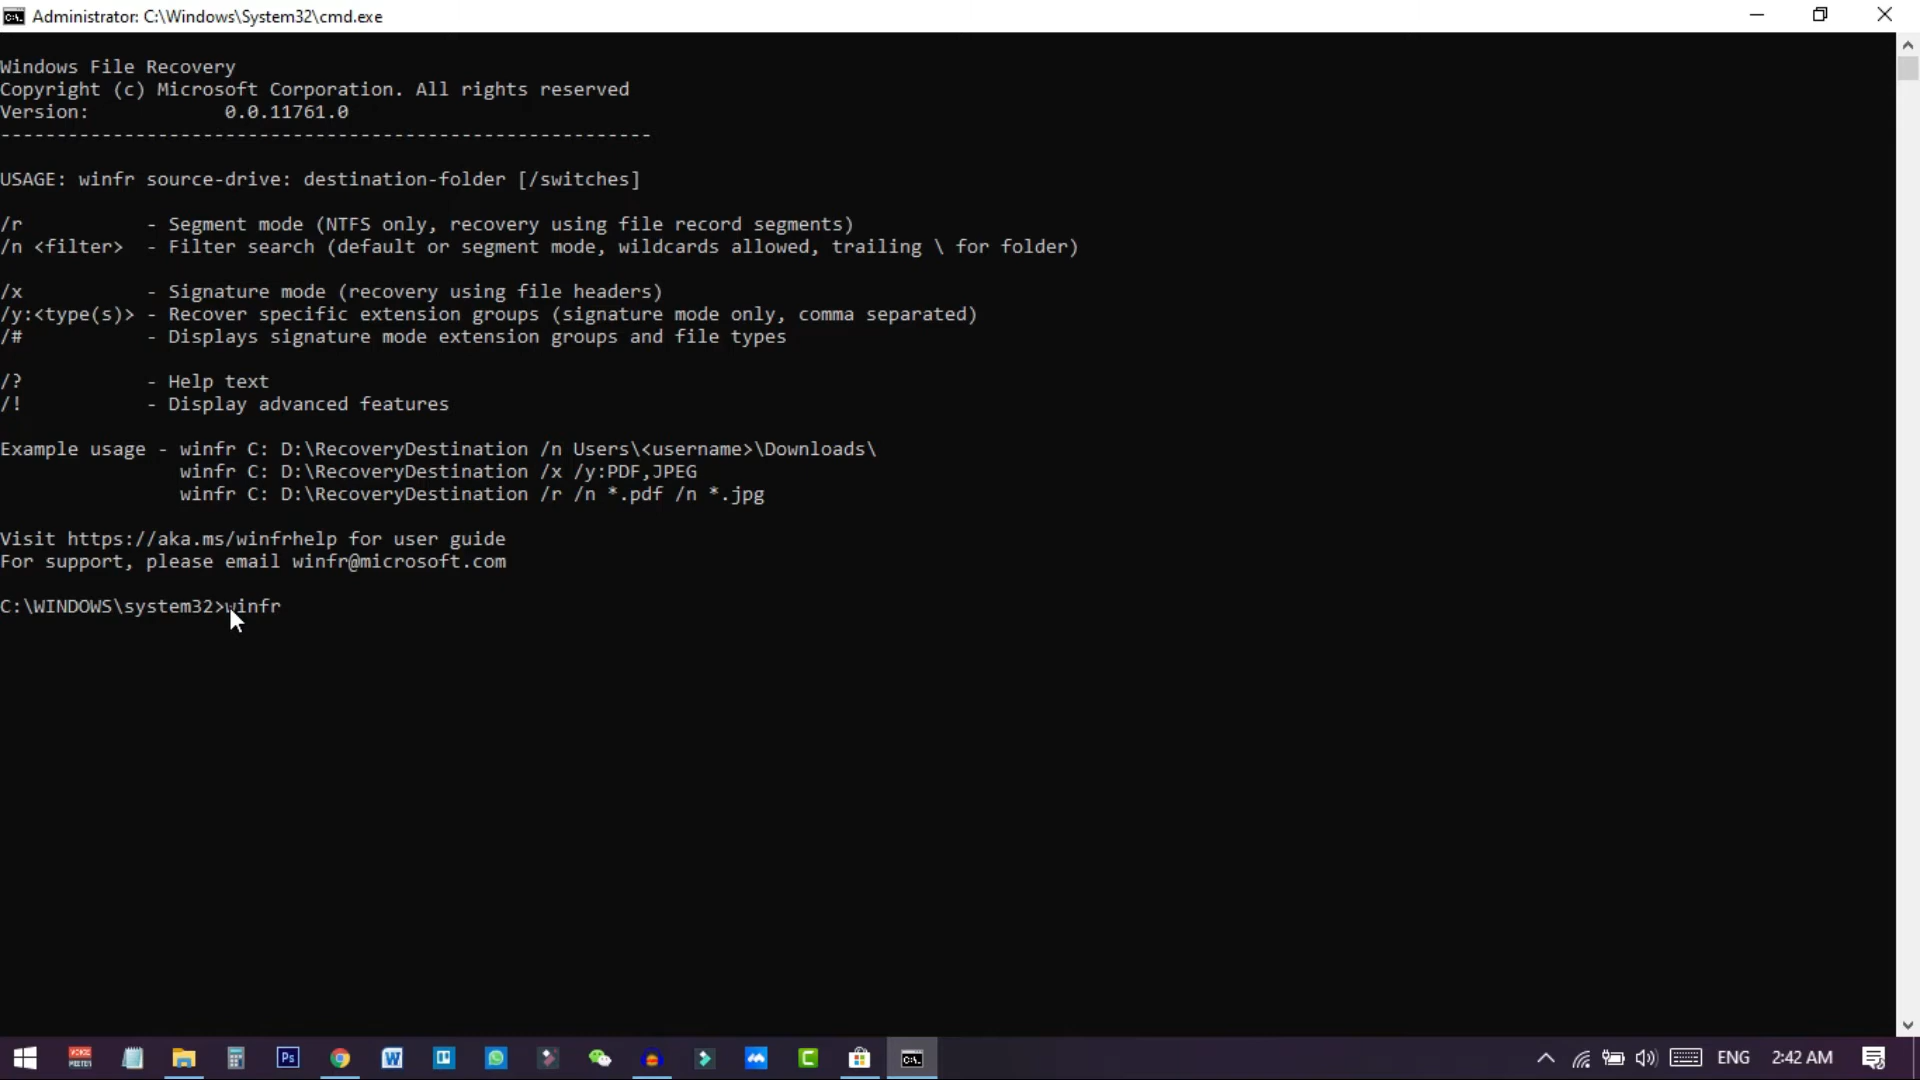 Administrator: C:\Windows\System32\cmd.exe
Windows File Recovery
Copyright (c) Microsoft Corporation. All rights reserved
Version:            0.0.11761.0
----------------------------------------------------------
USAGE: winfr source-drive: destination-folder [/switches]
/r           - Segment mode (NTFS only, recovery using file record segments)
/n <filter>  - Filter search (default or segment mode, wildcards allowed, trailing \ for folder)
/x           - Signature mode (recovery using file headers)
/y:<type(s)> - Recover specific extension groups (signature mode only, comma separated)
/#           - Displays signature mode extension groups and file types
/?           - Help text
/!           - Display advanced features
Example usage - winfr C: D:\RecoveryDestination /n Users\<username>\Downloads\
                winfr C: D:\RecoveryDestination /x /y:PDF,JPEG
                winfr C: D:\RecoveryDestination /r /n *.pdf /n *.jpg
Visit https://aka.ms/winfrhelp for user guide
For support, please email winfr@microsoft.com
C:\WINDOWS\system32>winfr
ENG 2:42 AM